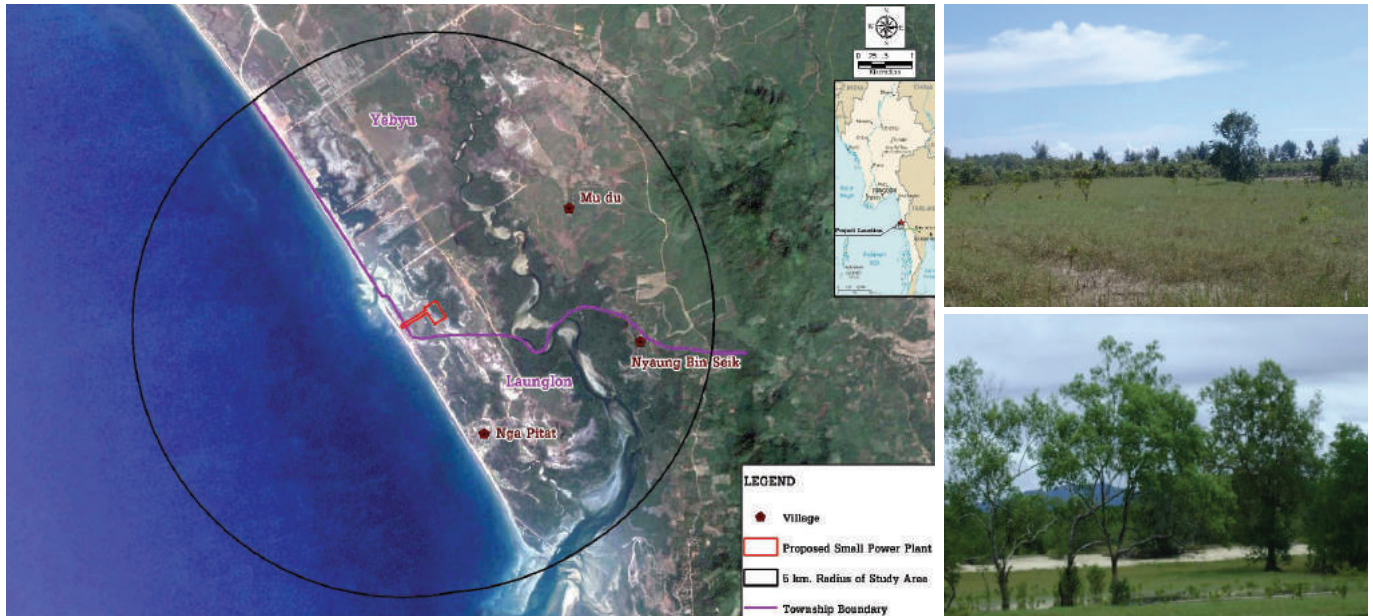 N
W
E
S
Kilometers
Yebyu
Mu du
Project Location
Nyaung Bin Seik
Launglon
Nga Pitat
LEGEND
Village
Proposed Small Power Plant
5 km. Radius of Study Area
Township Boundary